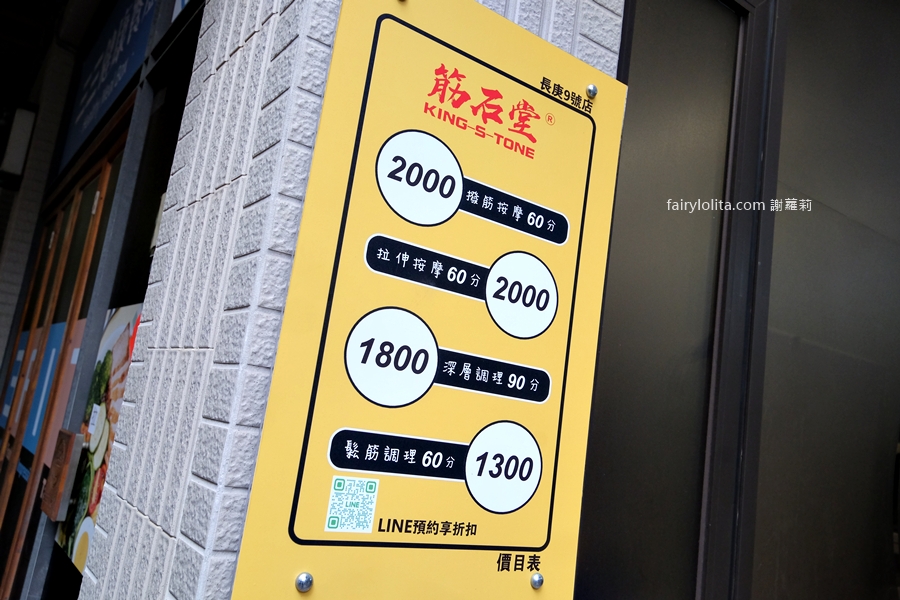 長庚9號店
筋石堂®
KING-S-TONE
2000 撥筋按摩 60分
拉伸按摩 60分 2000
1800 深層調理 90分
鬆筋調理 60分 1300
LINE
LINE預約享折扣
價目表
fairylolita.com 謝蘿莉